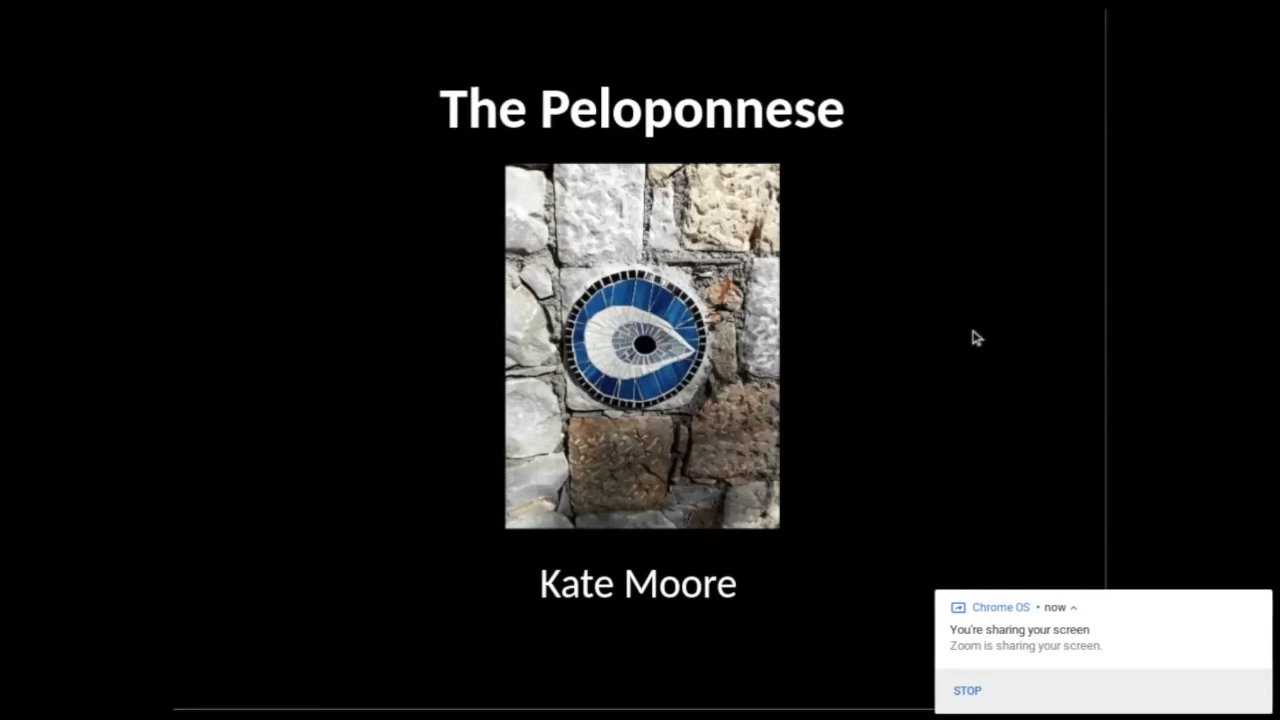 The Peloponnese
Kate Moore
Chrome OS • now
You're sharing your screen
Zoom is sharing your screen.
STOP